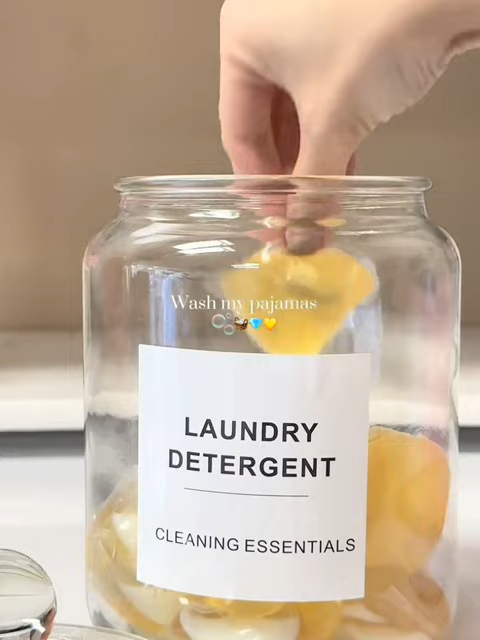 Wash my pajamas
🫧🧺💎💛
LAUNDRY
DETERGENT
CLEANING ESSENTIALS